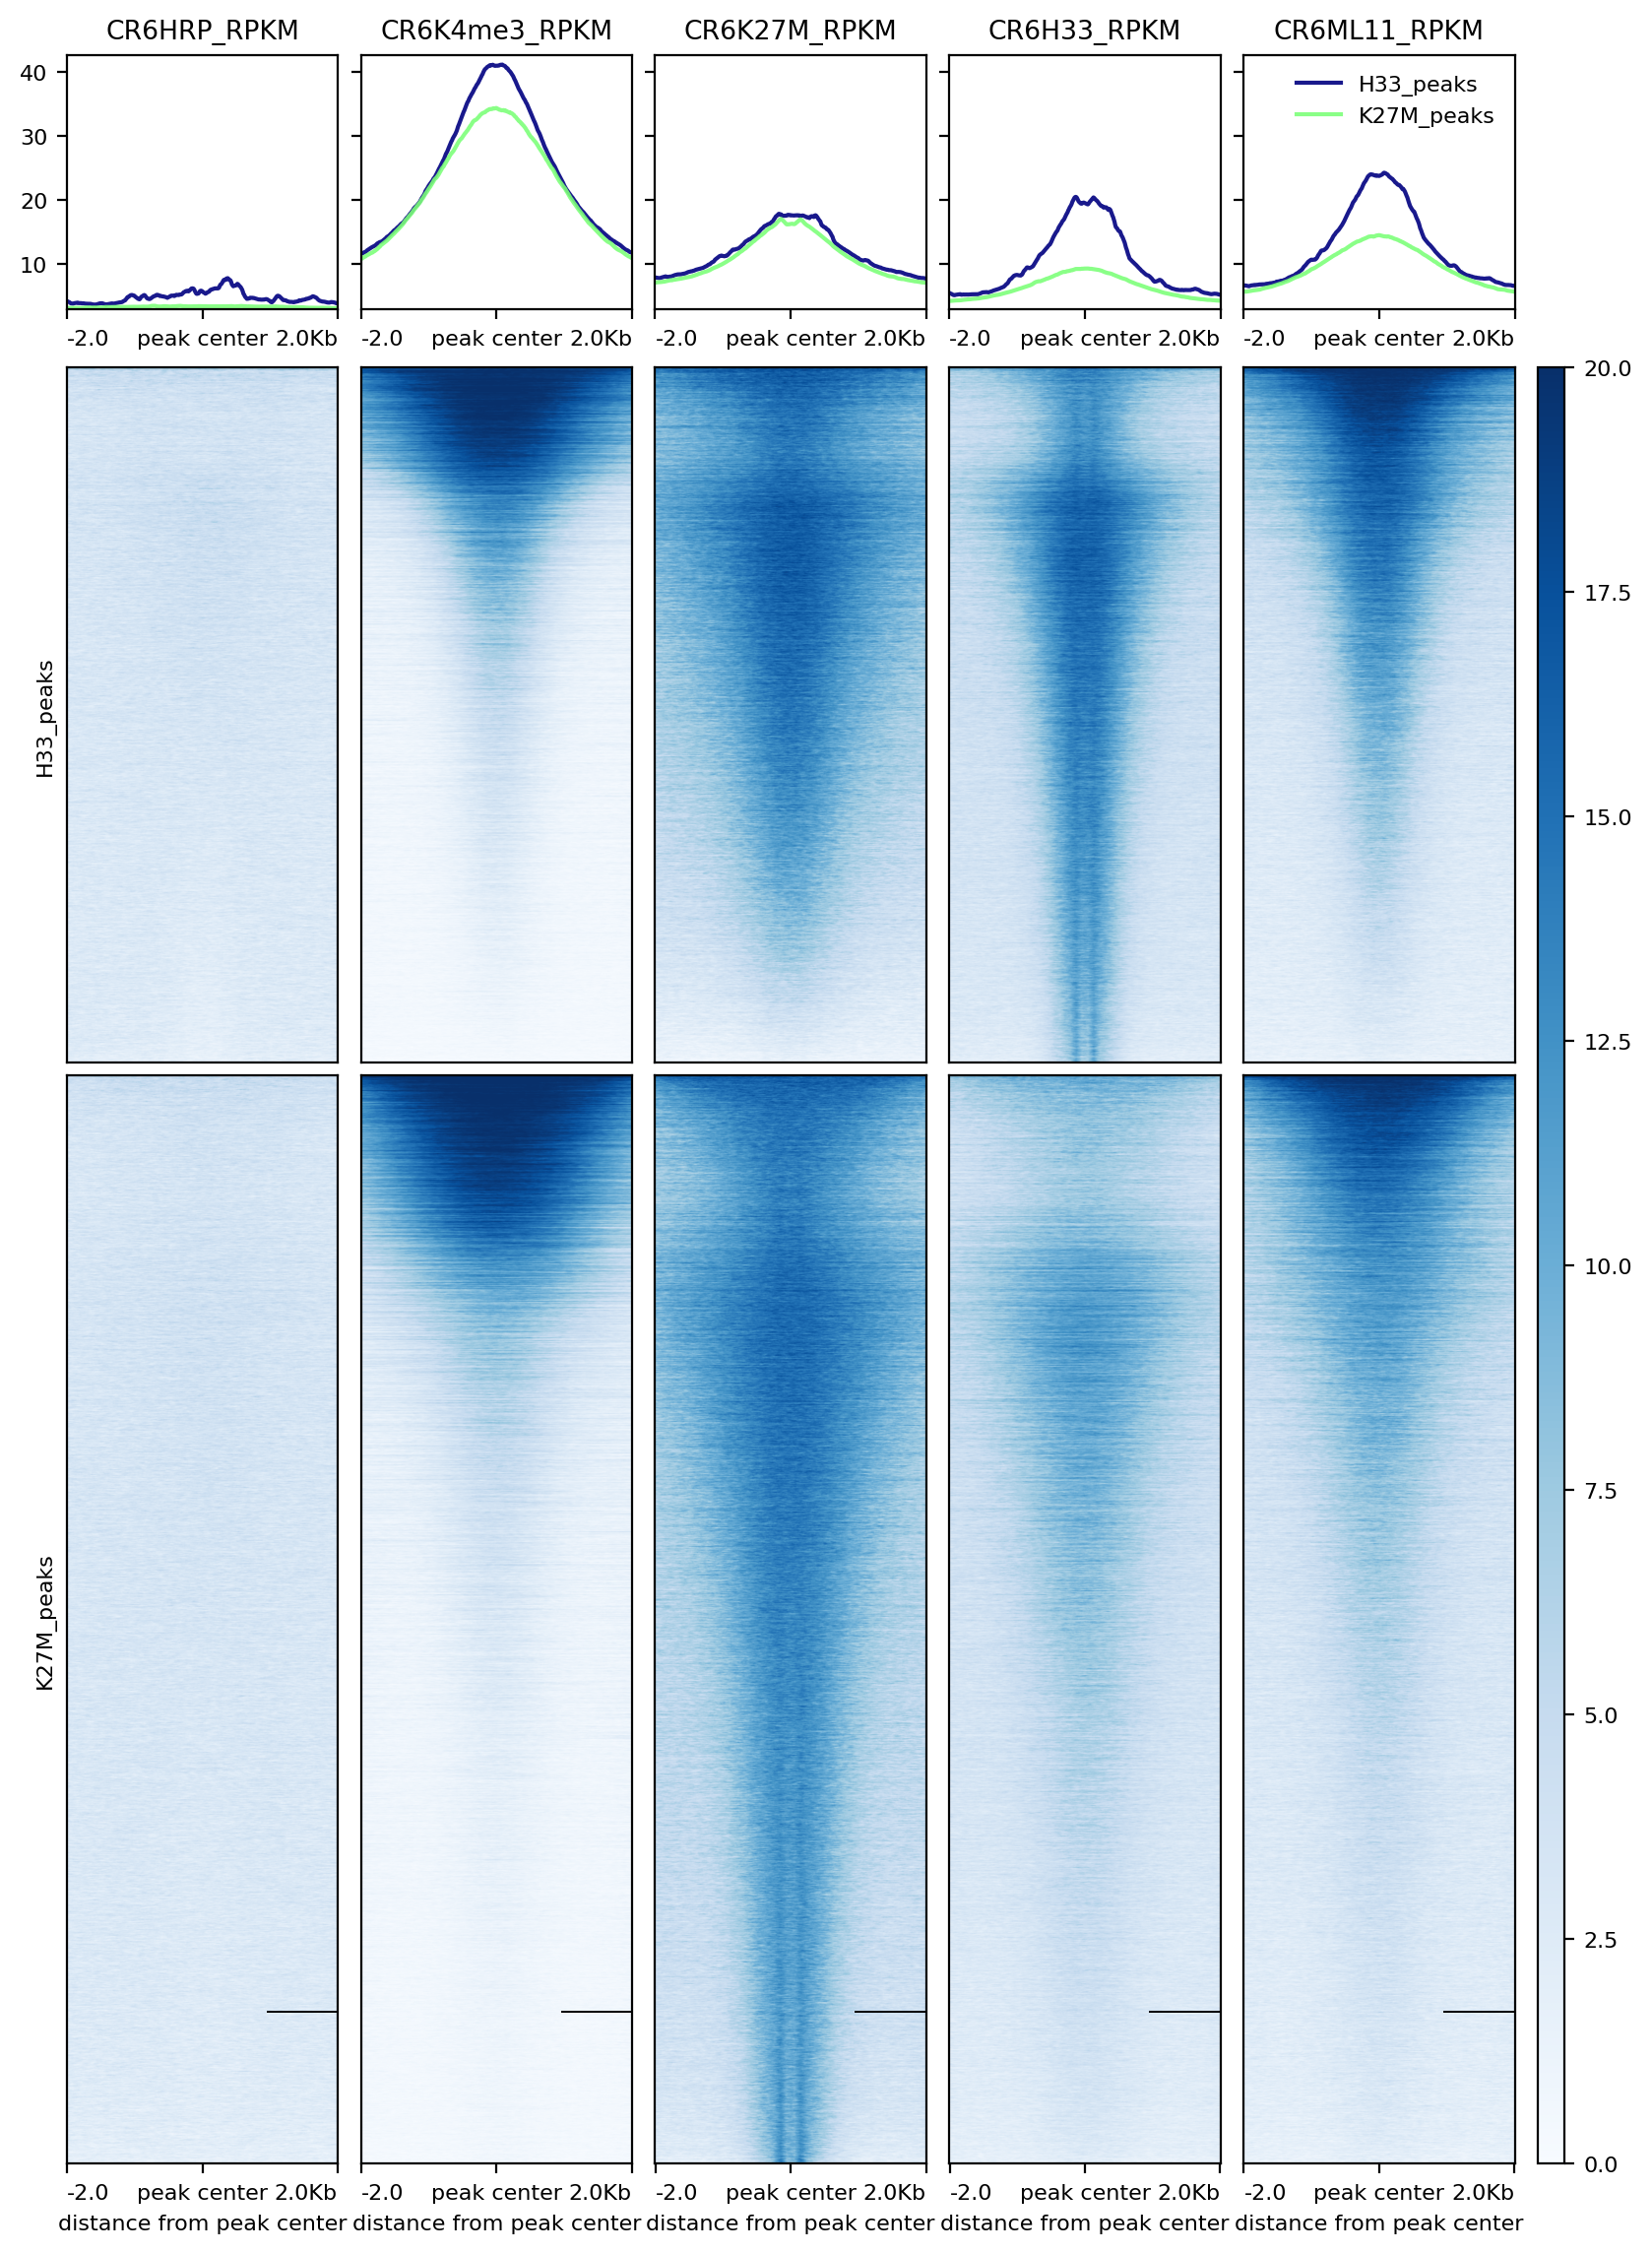 CR6HRP_RPKM CR6K4me3_RPKM CR6K27M_RPKM CR6H33_RPKM CR6ML11_RPKM
40
30
20
10
H33_peaks
K27M_peaks
-2.0 peak center 2.0Kb -2.0 peak center 2.0Kb -2.0 peak center 2.0Kb -2.0 peak center 2.0Kb -2.0 peak center 2.0Kb
H33_peaks
K27M_peaks
20.0
17.5
15.0
12.5
10.0
7.5
5.0
2.5
0.0
-2.0 peak center 2.0Kb -2.0 peak center 2.0Kb -2.0 peak center 2.0Kb -2.0 peak center 2.0Kb -2.0 peak center 2.0Kb
distance from peak center distance from peak center distance from peak center distance from peak center distance from peak center